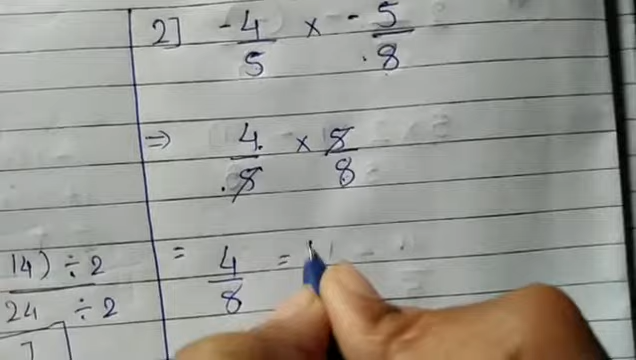 2] -4/5 × -5/8
⇒ 4/5 × 5/8
= 4/8 =
14) ÷ 2
24 ÷ 2